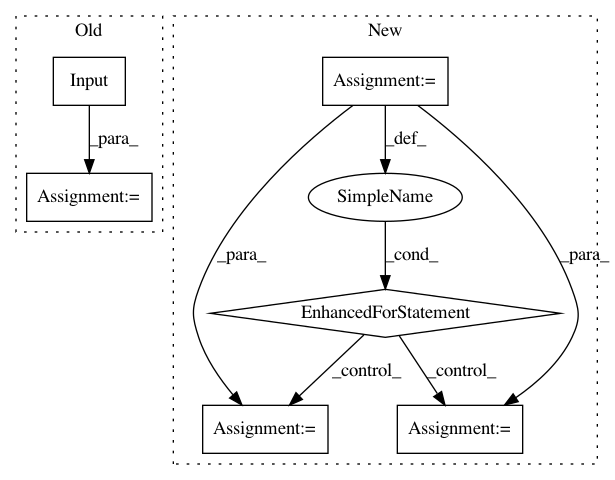 Old
New
Input
Assignment:=
_para_
_def_
Assignment:=
SimpleName
_para_
_cond_
_para_
EnhancedForStatement
_control_
_control_
Assignment:=
Assignment:=